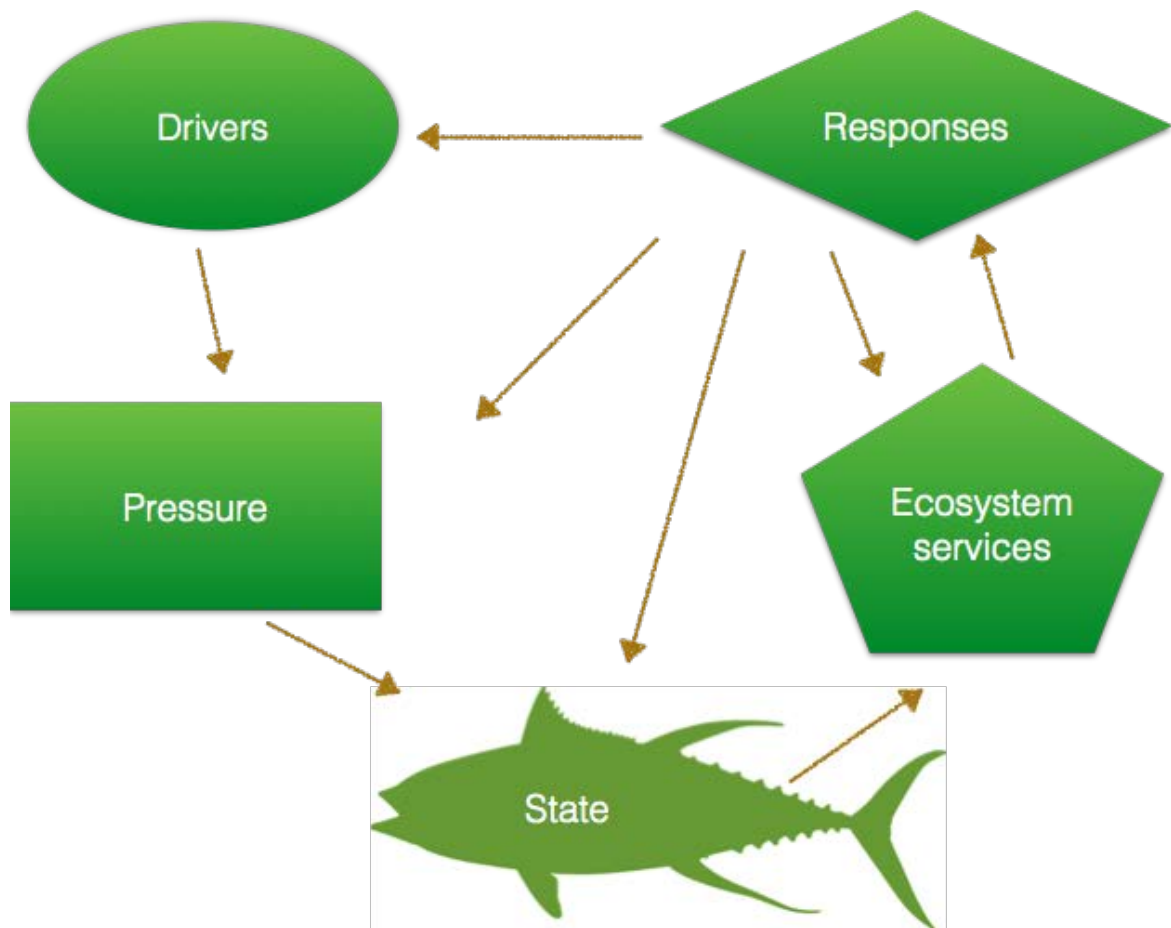 Drivers
Responses
Pressure
Ecosystem
services
State